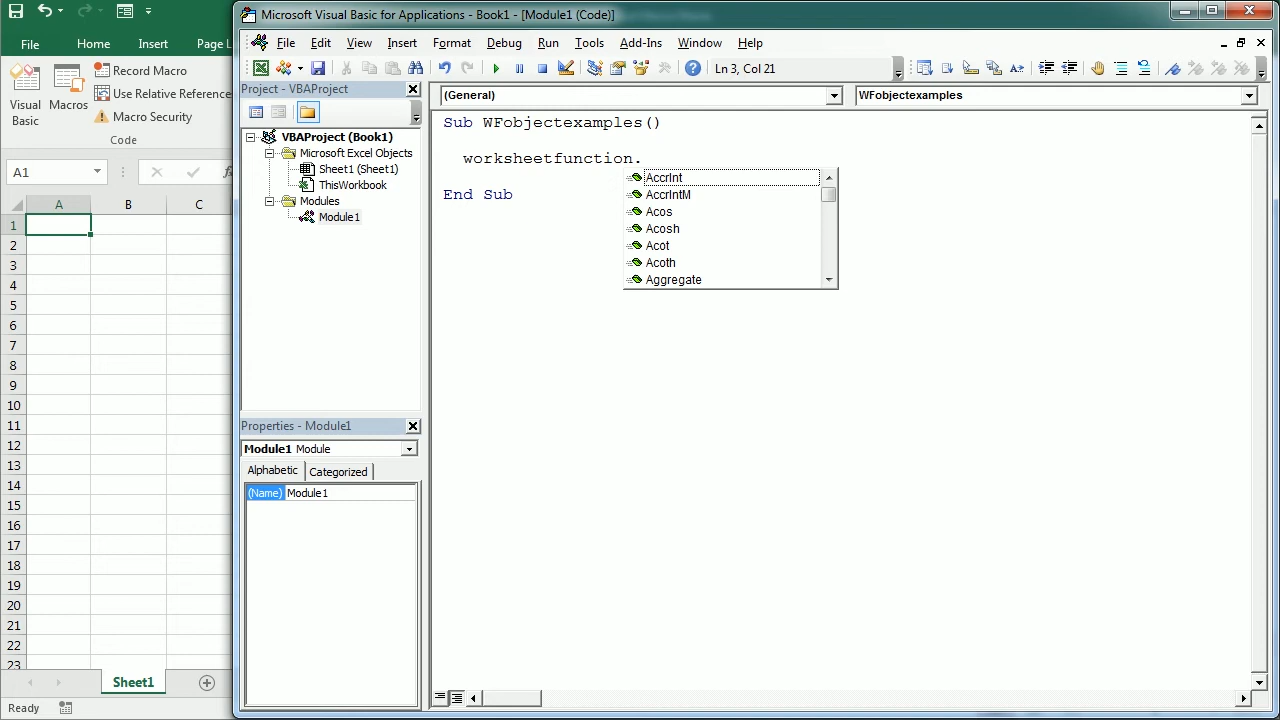 Microsoft Visual Basic for Applications - Book1 - [Module1 (Code)]
File Home Insert Page L
File Edit View Insert Format Debug Run Tools Add-Ins Window Help
Visual Basic
Macros
Record Macro
Use Relative Reference
Macro Security
Code
Ln 3, Col 21
A1
Project - VBAProject
VBAProject (Book1)
Microsoft Excel Objects
Sheet1 (Sheet1)
ThisWorkbook
Modules
Module1
(General)
WFobjectexamples
Sub WFobjectexamples()
worksheetfunction.
AccrInt
AccrIntM
Acos
Acosh
Acot
Acoth
Aggregate
End Sub
Properties - Module1
Module1 Module
Alphabetic Categorized
(Name) Module1
A B C
1
2
3
4
5
6
7
8
9
10
11
12
13
14
15
16
17
18
19
20
21
22
23
Sheet1
Ready